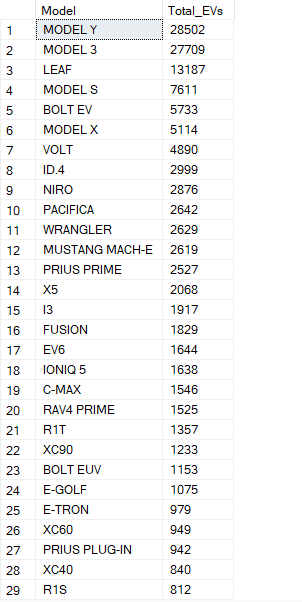 Model Total_EVs
1 MODEL Y 28502
2 MODEL 3 27709
3 LEAF 13187
4 MODEL S 7611
5 BOLT EV 5733
6 MODEL X 5114
7 VOLT 4890
8 ID.4 2999
9 NIRO 2876
10 PACIFICA 2642
11 WRANGLER 2629
12 MUSTANG MACH-E 2619
13 PRIUS PRIME 2527
14 X5 2068
15 I3 1917
16 FUSION 1829
17 EV6 1644
18 IONIQ 5 1638
19 C-MAX 1546
20 RAV4 PRIME 1525
21 R1T 1357
22 XC90 1233
23 BOLT EUV 1153
24 E-GOLF 1075
25 E-TRON 979
26 XC60 949
27 PRIUS PLUG-IN 942
28 XC40 840
29 R1S 812